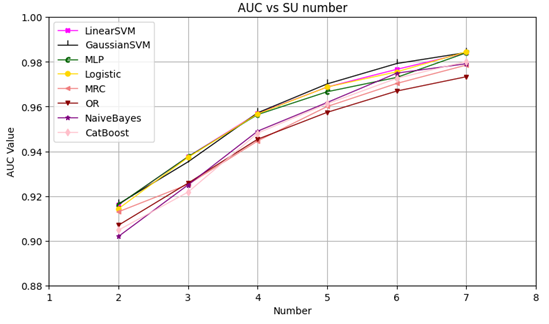 AUC vs SU number
1.00
0.98
0.96
0.94
0.92
0.90
0.88
AUC Value
LinearSVM
GaussianSVM
MLP
Logistic
MRC
OR
NaiveBayes
CatBoost
1 2 3 4 5 6 7 8
Number